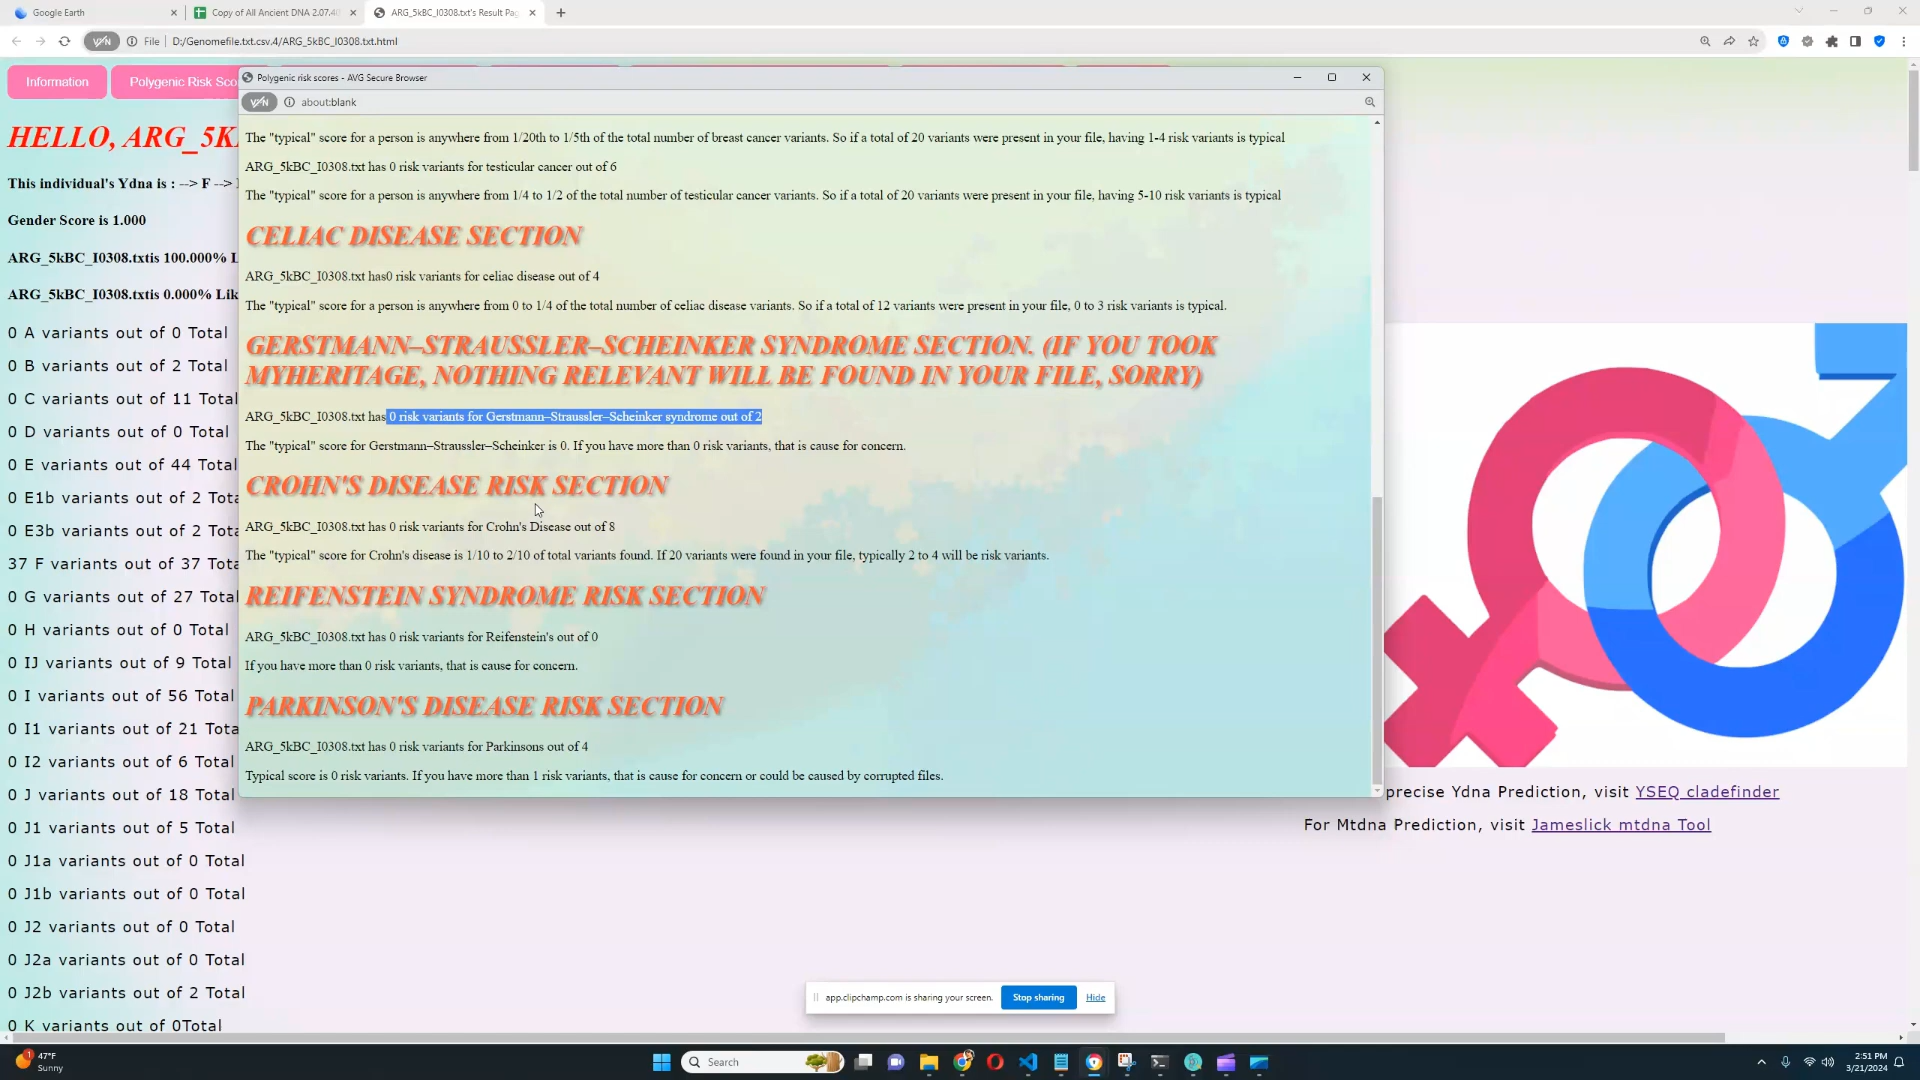 Google Earth
Copy of All Ancient DNA 2.07.40
ARG_5kBC_I0308.txt's Result Pag
File D:/Genomefile.txt.csv.4/ARG_5kBC_I0308.txt.html
Information
Polygenic Risk Sco
Polygenic risk scores - AVG Secure Browser
about:blank
HELLO, ARG_5K
This individual's Ydna is : --> F -->
Gender Score is 1.000
ARG_5kBC_I0308.txtis 100.000% L
ARG_5kBC_I0308.txtis 0.000% Lik
0 A variants out of 0 Total
0 B variants out of 2 Total
0 C variants out of 11 Total
0 D variants out of 0 Total
0 E variants out of 44 Total
0 E1b variants out of 2 Tota
0 E3b variants out of 2 Tota
37 F variants out of 37 Tota
0 G variants out of 27 Total
0 H variants out of 0 Total
0 IJ variants out of 9 Total
0 I variants out of 56 Total
0 I1 variants out of 21 Tota
0 I2 variants out of 6 Total
0 J variants out of 18 Total
0 J1 variants out of 5 Total
0 J1a variants out of 0 Total
0 J1b variants out of 0 Total
0 J2 variants out of 0 Total
0 J2a variants out of 0 Total
0 J2b variants out of 2 Total
0 K variants out of 0Total
The "typical" score for a person is anywhere from 1/20th to 1/5th of the total number of breast cancer variants. So if a total of 20 variants were present in your file, having 1-4 risk variants is typical
ARG_5kBC_I0308.txt has 0 risk variants for testicular cancer out of 6
The "typical" score for a person is anywhere from 1/4 to 1/2 of the total number of testicular cancer variants. So if a total of 20 variants were present in your file, having 5-10 risk variants is typical
CELIAC DISEASE SECTION
ARG_5kBC_I0308.txt has0 risk variants for celiac disease out of 4
The "typical" score for a person is anywhere from 0 to 1/4 of the total number of celiac disease variants. So if a total of 12 variants were present in your file, 0 to 3 risk variants is typical.
GERSTMANN–STRAUSSLER–SCHEINKER SYNDROME SECTION. (IF YOU TOOK
MYHERITAGE, NOTHING RELEVANT WILL BE FOUND IN YOUR FILE, SORRY)
ARG_5kBC_I0308.txt has 0 risk variants for Gerstmann–Straussler–Scheinker syndrome out of 2
The "typical" score for Gerstmann–Straussler–Scheinker is 0. If you have more than 0 risk variants, that is cause for concern.
CROHN'S DISEASE RISK SECTION
ARG_5kBC_I0308.txt has 0 risk variants for Crohn's Disease out of 8
The "typical" score for Crohn's disease is 1/10 to 2/10 of total variants found. If 20 variants were found in your file, typically 2 to 4 will be risk variants.
REIFENSTEIN SYNDROME RISK SECTION
ARG_5kBC_I0308.txt has 0 risk variants for Reifenstein's out of 0
If you have more than 0 risk variants, that is cause for concern.
PARKINSON'S DISEASE RISK SECTION
ARG_5kBC_I0308.txt has 0 risk variants for Parkinsons out of 4
Typical score is 0 risk variants. If you have more than 1 risk variants, that is cause for concern or could be caused by corrupted files.
precise Ydna Prediction, visit YSEQ cladefinder
For Mtdna Prediction, visit Jameslick mtdna Tool
app.clipchamp.com is sharing your screen. Stop sharing Hide
1
47°F
Sunny
Search
2:51 PM
3/21/2024